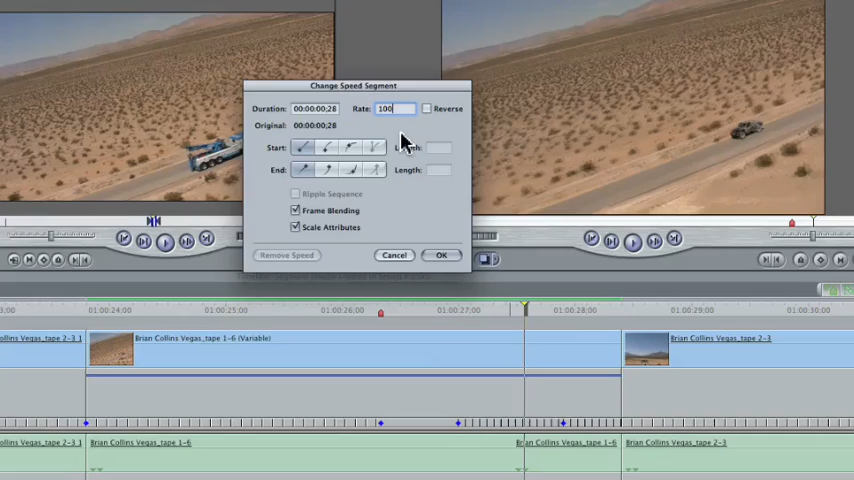 Change Speed Segment
Duration: 00:00:00;28 Rate: 100 Reverse
Original: 00:00:00;28
Start:
End: Length:
Ripple Sequence
Frame Blending
Scale Attributes
Remove Speed Cancel OK
01:00:24:00 01:00:25:00 01:00:26:00 01:00:27:00 01:00:28:00 01:00:29:00 01:00:30:00
Collins Vegas_tape 2-3 1 Brian Collins Vegas_tape 1-6 (Variable) Brian Collins Vegas_tape 2-3
Collins Vegas_tape 2-3 1 Brian Collins Vegas_tape 1-6 Brian Collins Vegas_tape 1-6 Brian Collins Vegas_tape 2-3